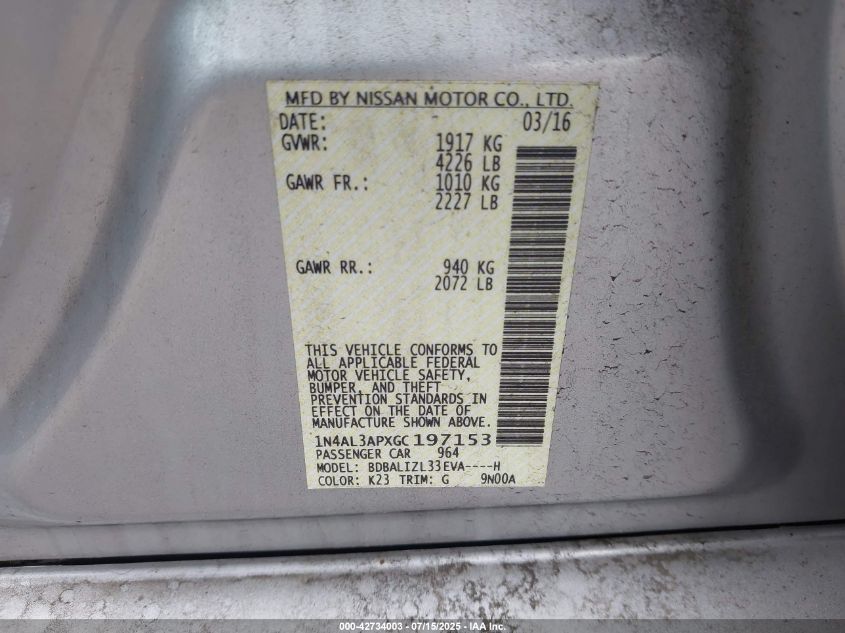 MFD BY NISSAN MOTOR CO., LTD.
DATE: 03/16
GVWR: 1917 KG
4226 LB
GAWR FR.: 1010 KG
2227 LB
GAWR RR.: 940 KG
2072 LB
THIS VEHICLE CONFORMS TO
ALL APPLICABLE FEDERAL
MOTOR VEHICLE SAFETY,
BUMPER, AND THEFT
PREVENTION STANDARDS IN
EFFECT ON THE DATE OF
MANUFACTURE SHOWN ABOVE.
1N4AL3APXGC197153
PASSENGER CAR 964
MODEL: BDBALIZL33EVA----H
COLOR: K23 TRIM: G 9N00A
000-42734003 - 07/15/2025 - IAA Inc.